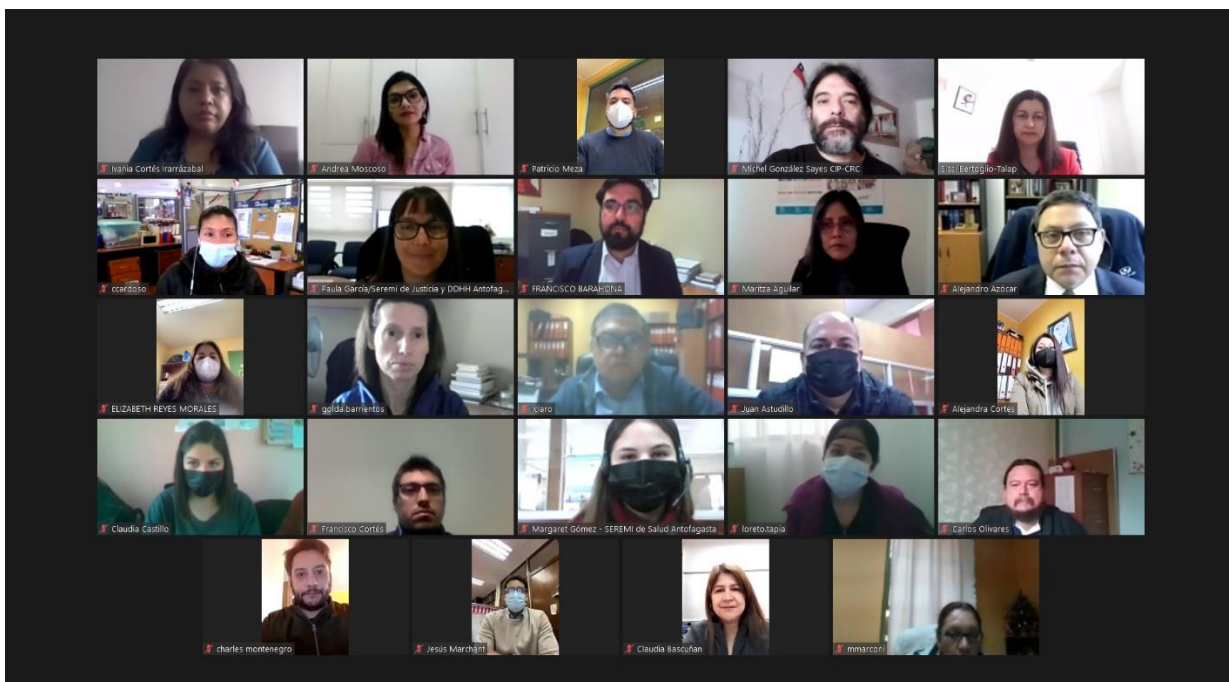 Ivania Cortés Irarrázabal
Andrea Moscoso
Patricio Meza
Michel González Sayes CIP-CRC
Sissi Bertoglio-Talap
ccardoso
Paula García/Seremi de Justicia y DDHH Antofag...
FRANCISCO BARAHONA
Maritza Aguilar
Alejandro Azócar
ELIZABETH REYES MORALES
golda.barrientos
jclaro
Juan Astudillo
Alejandra Cortes
Claudia Castillo
Francisco Cortés
Margaret Gómez - SEREMI de Salud Antofagasta
loreto.tapia
Carlos Olivares
charles montenegro
Jesús Marchant
Claudia Bascuñan
mmarconi